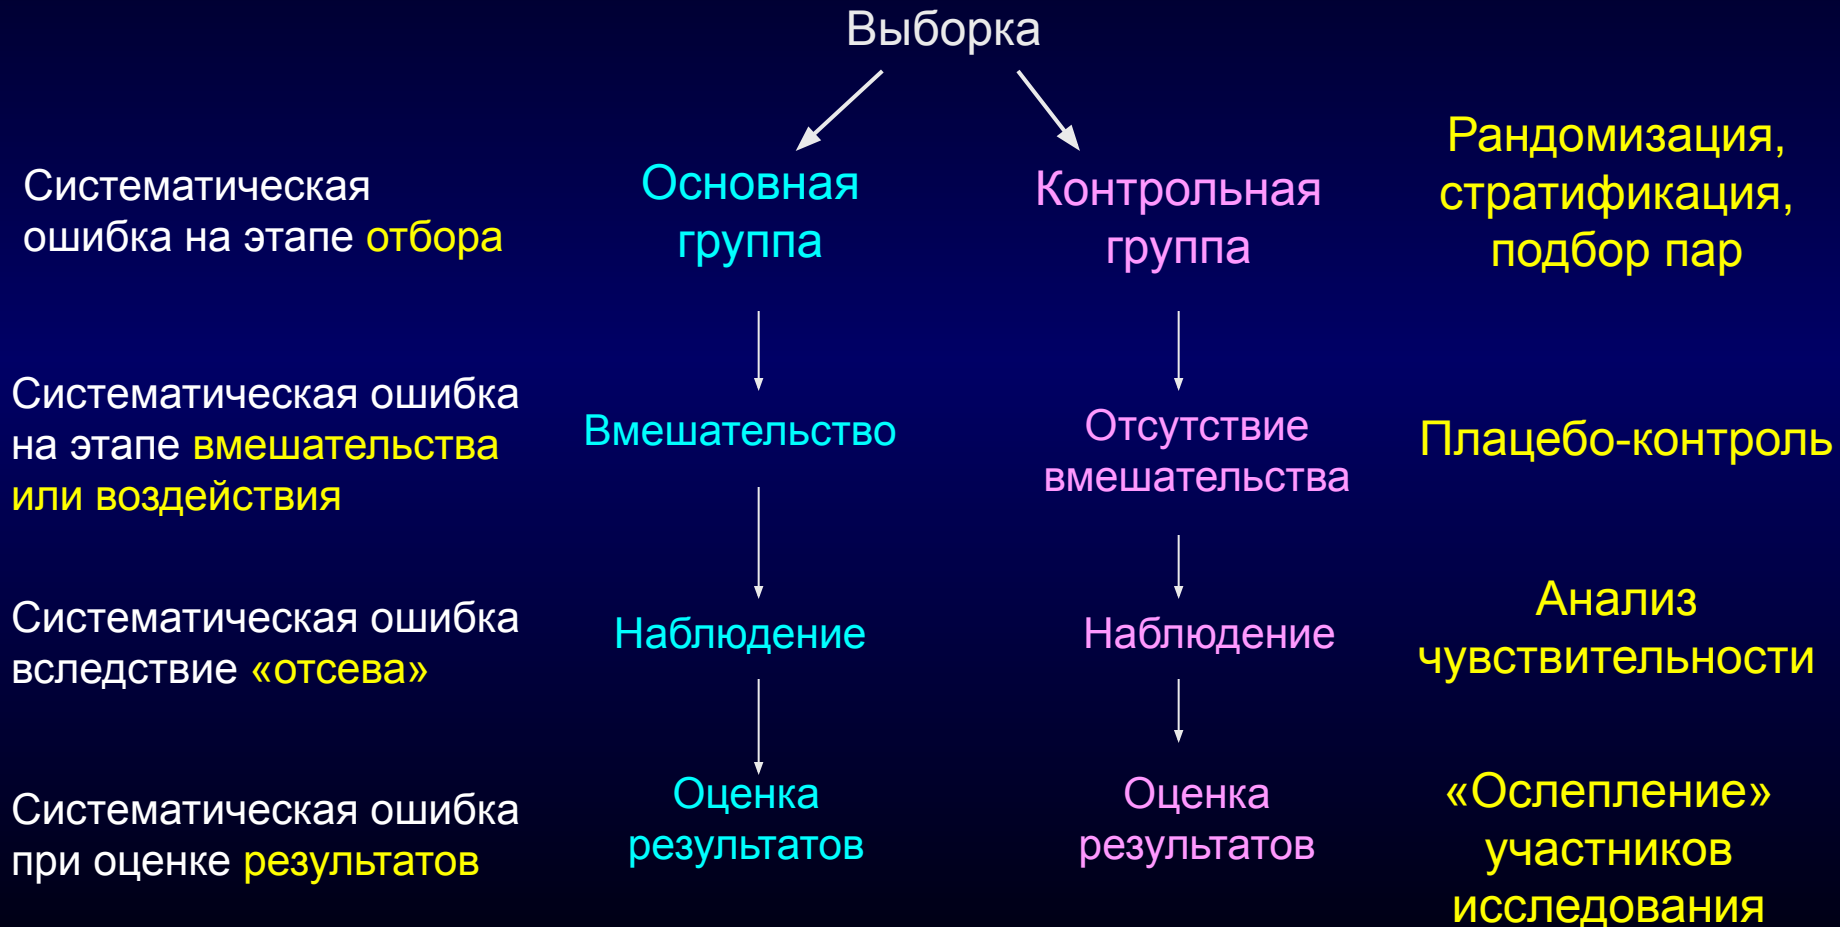 Выборка
Систематическая
ошибка на этапе отбора
Основная
группа
Контрольная
группа
Рандомизация,
стратификация,
подбор пар
Систематическая ошибка
на этапе вмешательства
или воздействия
Вмешательство
Отсутствие
вмешательства
Плацебо-контроль
Систематическая ошибка
вследствие «отсева»
Наблюдение
Наблюдение
Анализ
чувствительности
Систематическая ошибка
при оценке результатов
Оценка
результатов
Оценка
результатов
«Ослепление»
участников
исследования